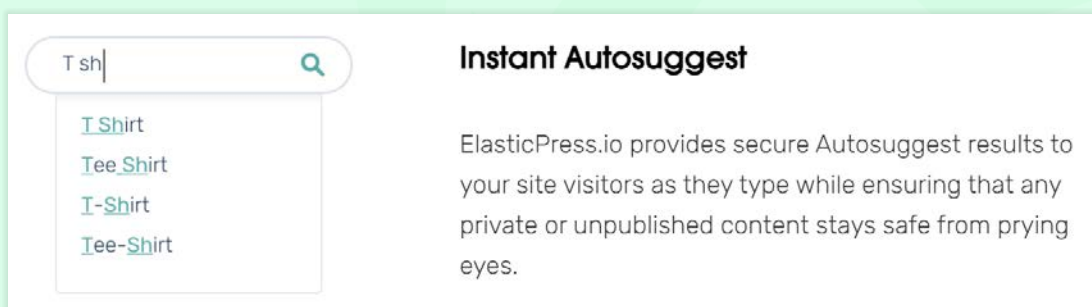 T sh
T Shirt
Tee Shirt
T-Shirt
Tee-Shirt
Instant Autosuggest
ElasticPress.io provides secure Autosuggest results to
your site visitors as they type while ensuring that any
private or unpublished content stays safe from prying
eyes.